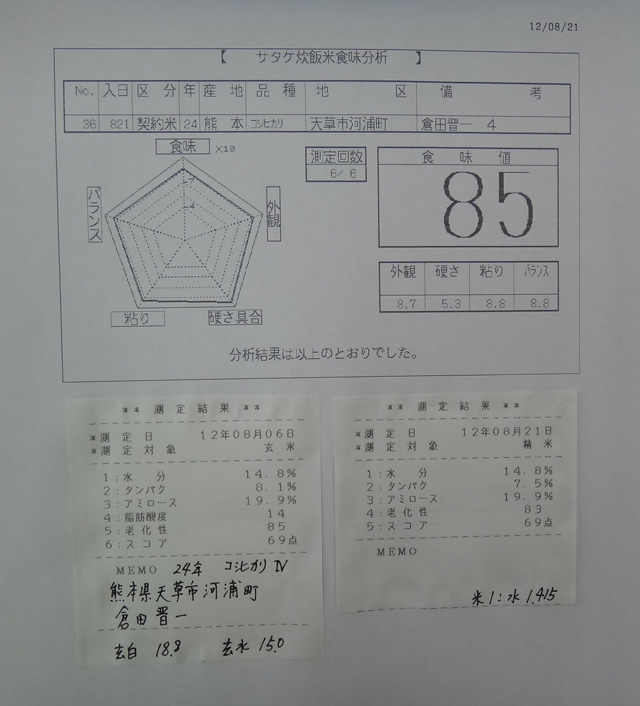 12/08/21
【 サタケ炊飯米食味分析 】
No. 入日 区分 年 産地 品種 地区 備考
36 821 契約米 24 熊本 コシヒカリ 天草市河浦町 倉田晋一 4
食味 ×10
バランス
外観
粘り
硬さ具合
7
4
測定回数
6/ 6
食味値
85
外観 硬さ 粘り バランス
8.7 5.3 8.8 8.8
分析結果は以上のとおりでした。
** 測定結果 **
*測定日 12年08月06日
*測定対象 玄米
1:水分 14.8%
2:タンパク 8.1%
3:アミロース 19.9%
4:脂肪酸度 14
5:老化性 85
6:スコア 69点
MEMO 24年 コシヒカリ Ⅳ
熊本県天草市河浦町
倉田晋一
玄白 18.8 玄水 15.0
** 測定結果 **
*測定日 12年08月21日
*測定対象 精米
1:水分 14.8%
2:タンパク 7.5%
3:アミロース 19.9%
4:老化性 83
5:スコア 69点
MEMO
米1:水1.415